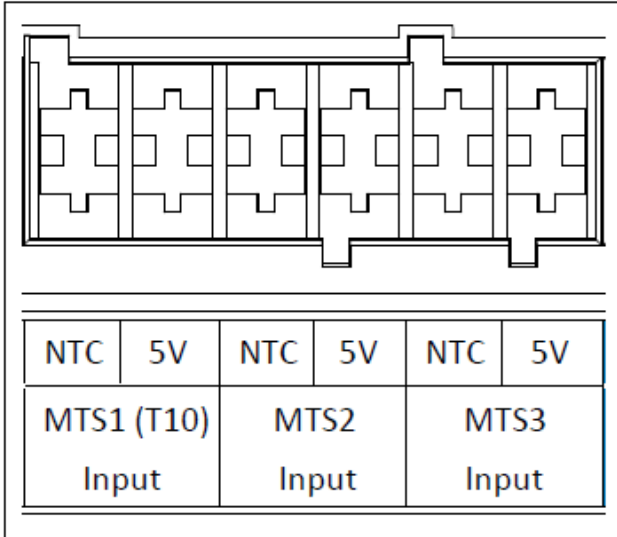 NTC 5V NTC 5V NTC 5V
MTS1 (T10) MTS2 MTS3
Input Input Input